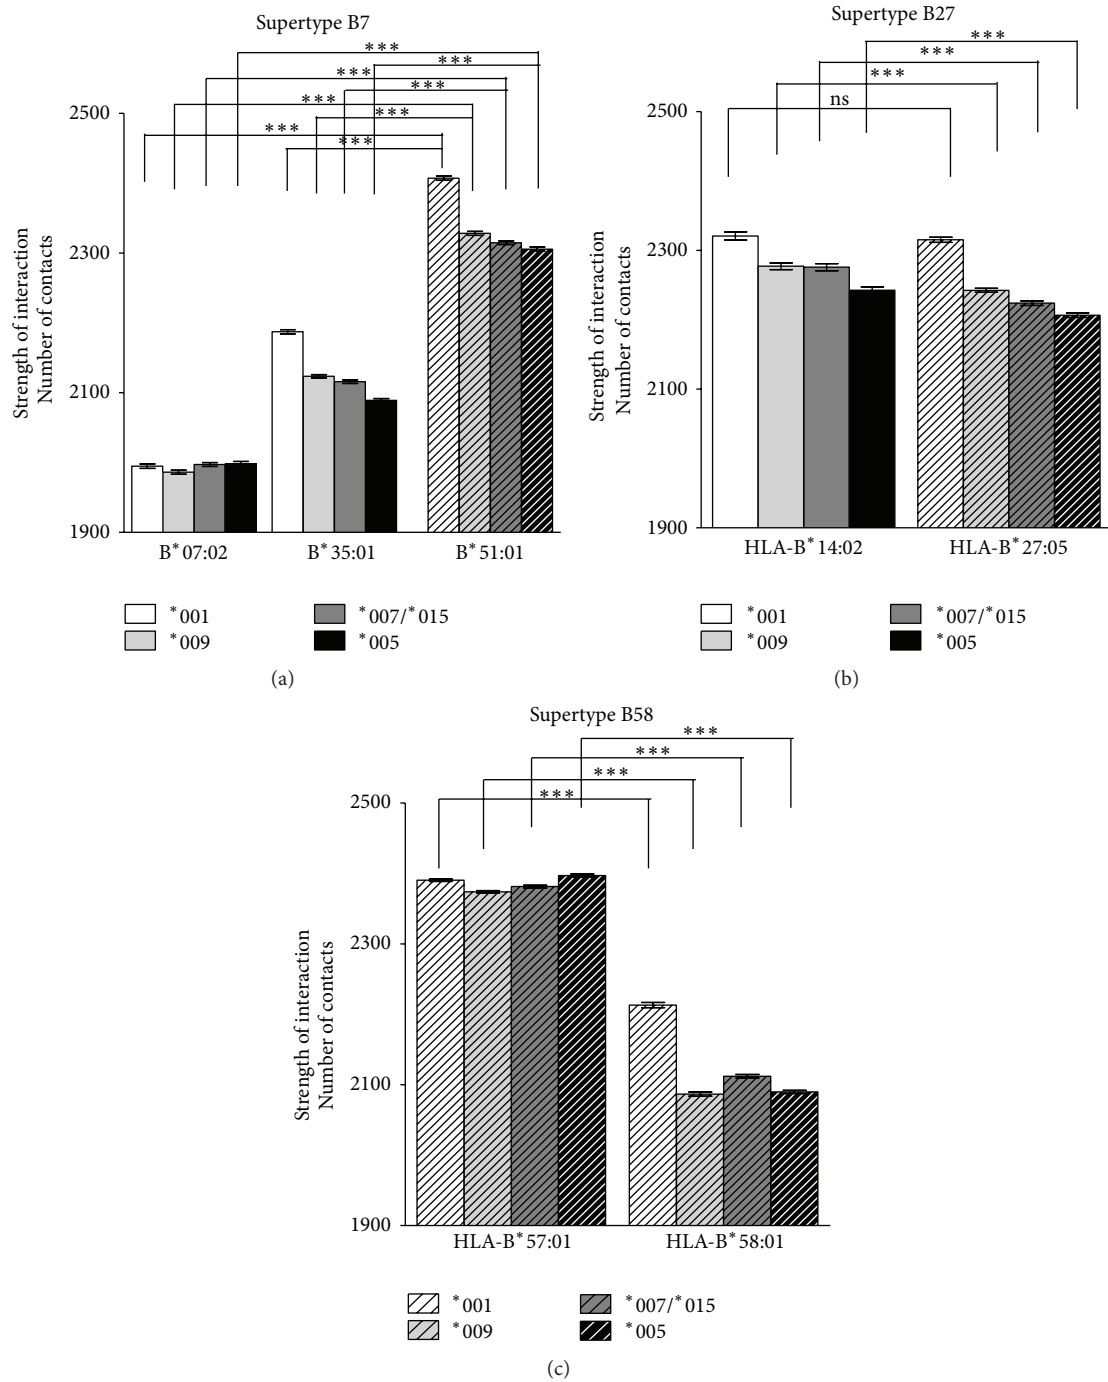 Supertype B7
***
***
***
***
***
***
***
***
2500
2300
2100
1900
Strength of interaction
Number of contacts
B*07:02
B*35:01
B*51:01
*001
*007/*015
*009
*005
(a)
Supertype B27
***
***
***
ns
2500
2300
2100
1900
Strength of interaction
Number of contacts
HLA-B*14:02
HLA-B*27:05
*001
*007/*015
*009
*005
(b)
Supertype B58
***
***
***
***
2500
2300
2100
1900
Strength of interaction
Number of contacts
HLA-B*57:01
HLA-B*58:01
*001
*007/*015
*009
*005
(c)